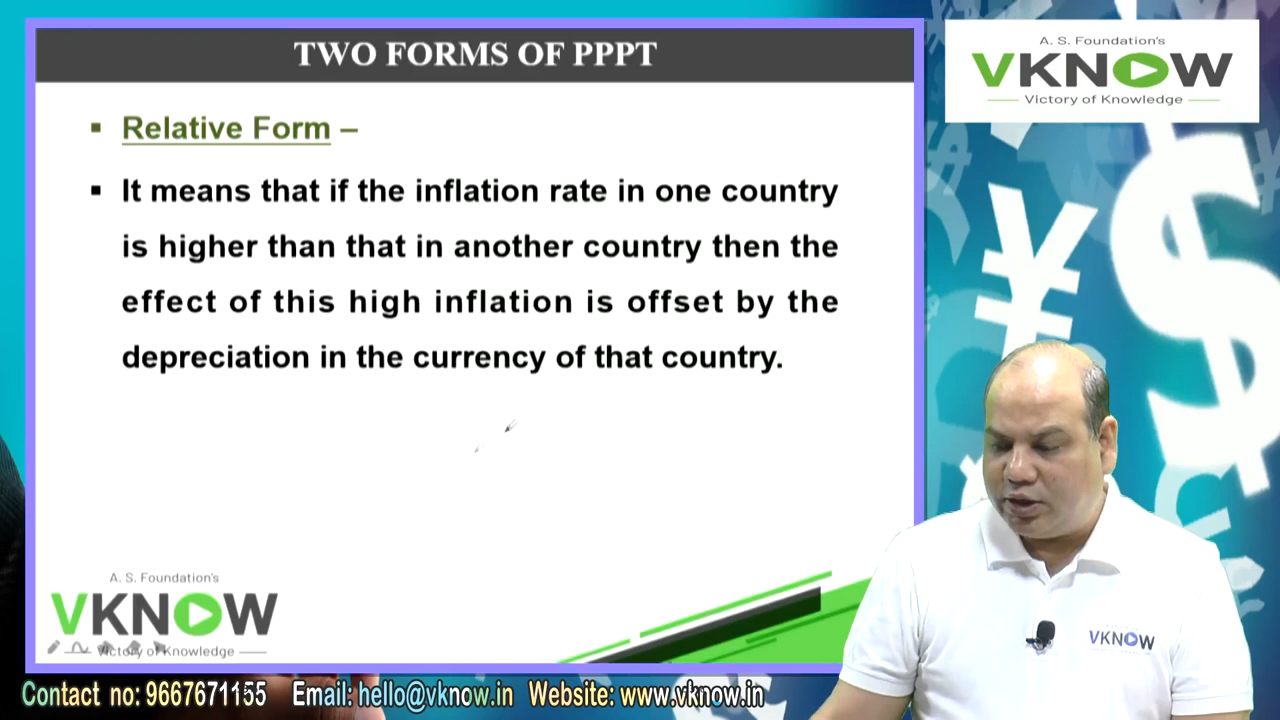 TWO FORMS OF PPPT
Relative Form –
It means that if the inflation rate in one country
is higher than that in another country then the
effect of this high inflation is offset by the
depreciation in the currency of that country.
A. S. Foundation's
VKNOW
Victory of Knowledge
A. S. Foundation's
VKNOW
Victory of Knowledge
VKNOW
Contact no: 9667671155 Email: hello@vknow.in Website: www.vknow.in